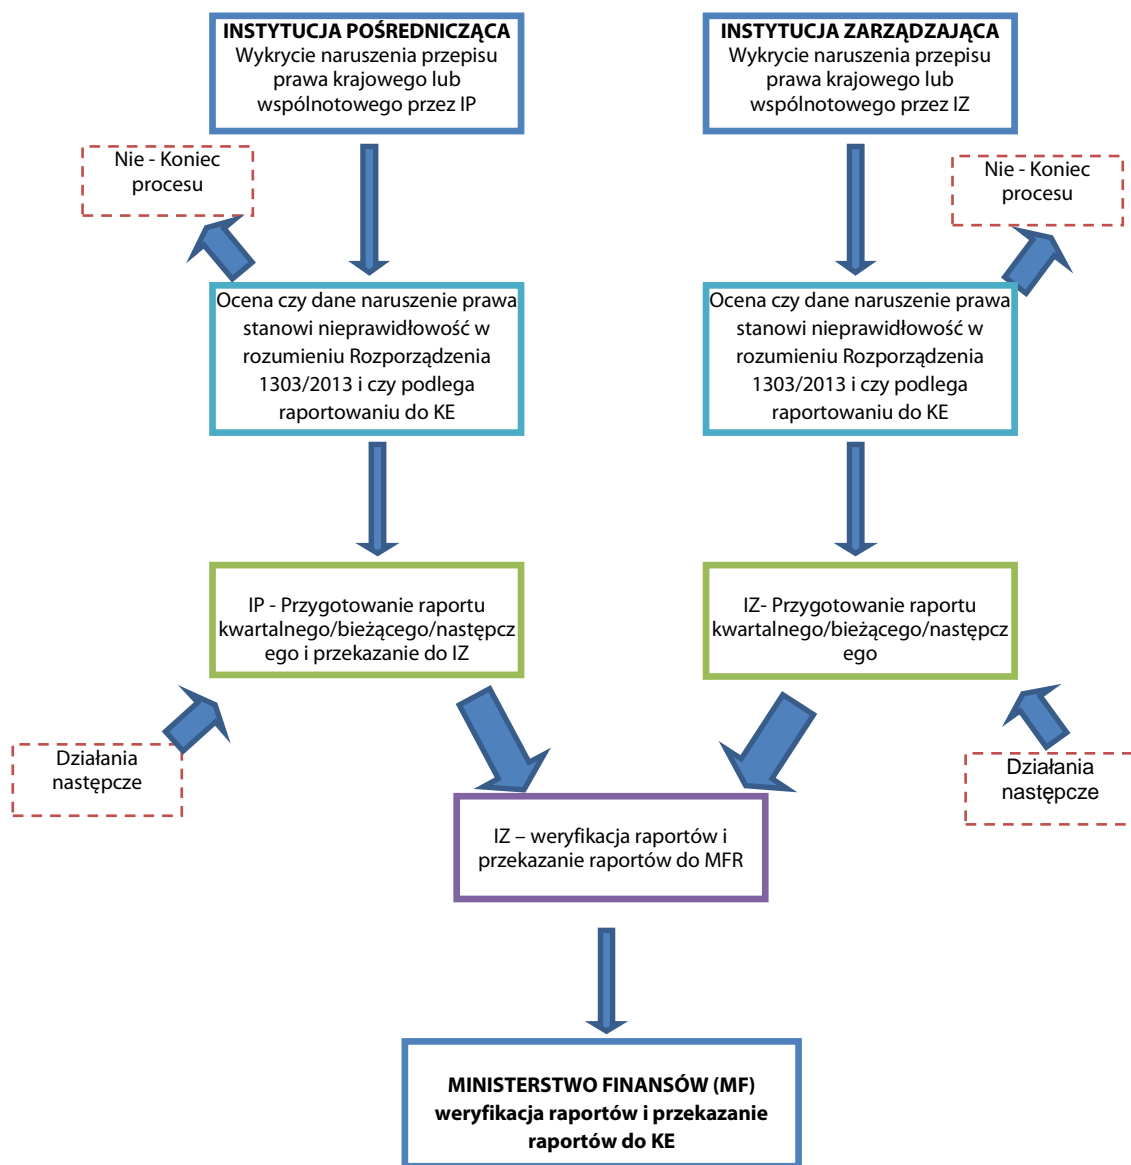 INSTYTUCJA POŚREDNICZĄCA
Wykrycie naruszenia przepisu
prawa krajowego lub
wspólnotowego przez IP
INSTYTUCJA ZARZĄDZAJĄCA
Wykrycie naruszenia przepisu
prawa krajowego lub
wspólnotowego przez IZ
Nie - Koniec
procesu
Nie - Koniec
procesu
Ocena czy dane naruszenie prawa
stanowi nieprawidłowość w
rozumieniu Rozporządzenia
1303/2013 i czy podlega
raportowaniu do KE
Ocena czy dane naruszenie prawa
stanowi nieprawidłowość w
rozumieniu Rozporządzenia
1303/2013 i czy podlega
raportowaniu do KE
IP - Przygotowanie raportu
kwartalnego/bieżącego/następcz
ego i przekazanie do IZ
IZ- Przygotowanie raportu
kwartalnego/bieżącego/następcz
ego
Działania
następcze
Działania
następcze
IZ – weryfikacja raportów i
przekazanie raportów do MFR
MINISTERSTWO FINANSÓW (MF)
weryfikacja raportów i przekazanie
raportów do KE